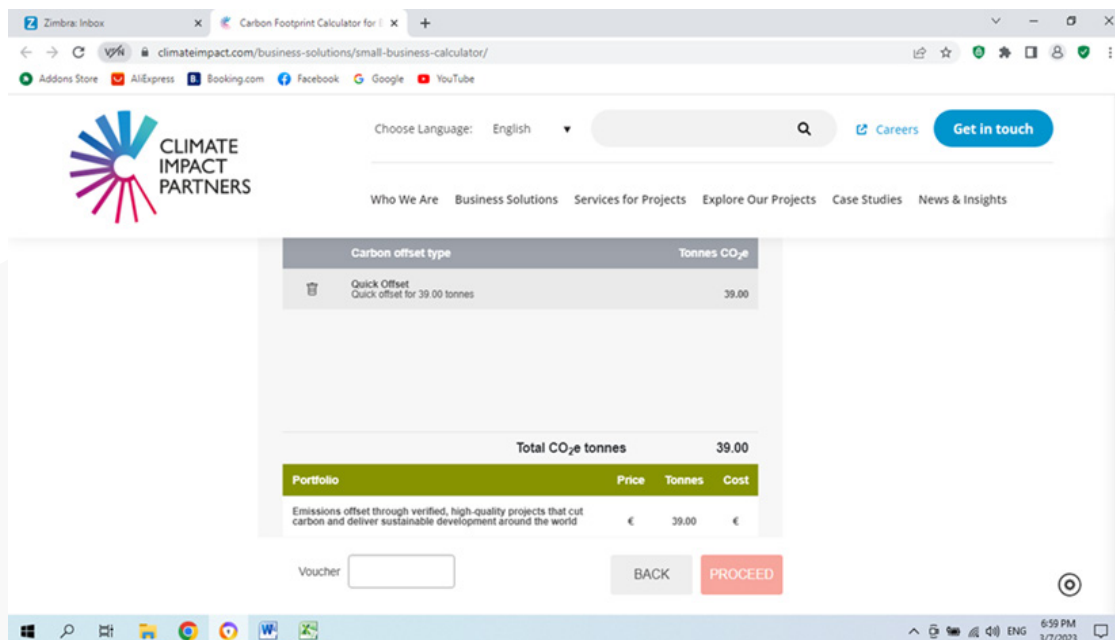 Zimbra: Inbox
Carbon Footprint Calculator for
climateimpact.com/business-solutions/small-business-calculator/
Addons Store AliExpress Booking.com Facebook Google YouTube
CLIMATE
IMPACT
PARTNERS
Choose Language: English Careers Get in touch
Who We Are Business Solutions Services for Projects Explore Our Projects Case Studies News & Insights
Carbon offset type Tonnes CO₂e
Quick Offset
Quick offset for 39.00 tonnes 39.00
Total CO₂e tonnes 39.00
Portfolio Price Tonnes Cost
Emissions offset through verified, high-quality projects that cut
carbon and deliver sustainable development around the world € 39.00 €
Voucher BACK PROCEED
ENG 6:59 PM
3/7/2023